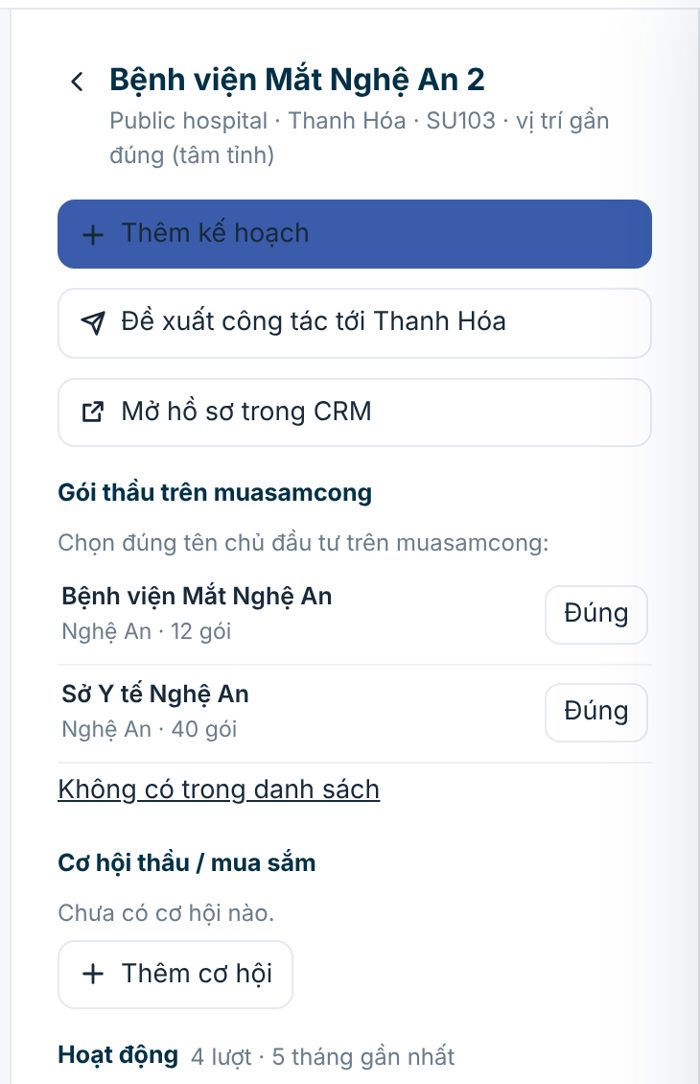 Bệnh viện Mắt Nghệ An 2
Public hospital · Thanh Hóa · SU103 · vị trí gần
đúng (tâm tỉnh)
Thêm kế hoạch
Đề xuất công tác tới Thanh Hóa
Mở hồ sơ trong CRM
Gói thầu trên muasamcong
Chọn đúng tên chủ đầu tư trên muasamcong:
Bệnh viện Mắt Nghệ An
Nghệ An · 12 gói
Đúng
Sở Y tế Nghệ An
Nghệ An · 40 gói
Đúng
Không có trong danh sách
Cơ hội thầu / mua sắm
Chưa có cơ hội nào.
Thêm cơ hội
Hoạt động 4 lượt · 5 tháng gần nhất